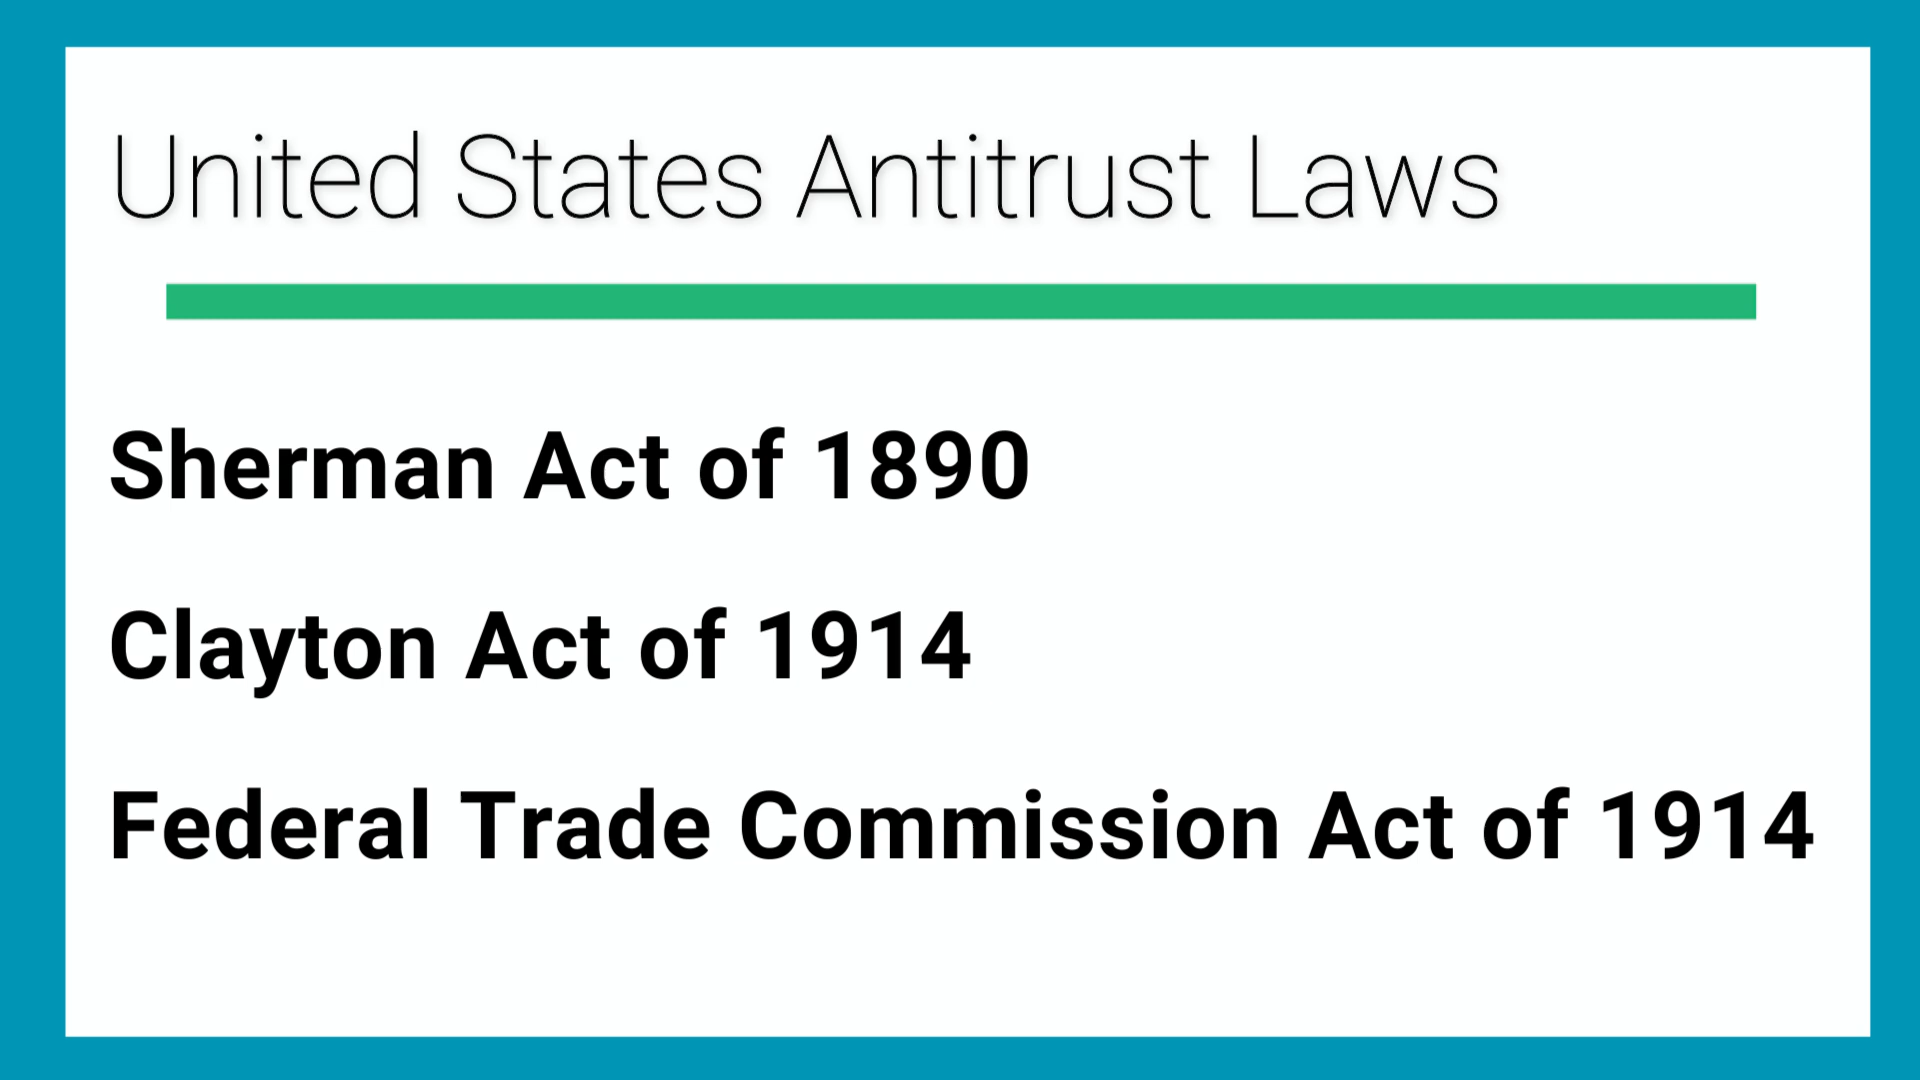 United States Antitrust Laws
Sherman Act of 1890
Clayton Act of 1914
Federal Trade Commission Act of 1914